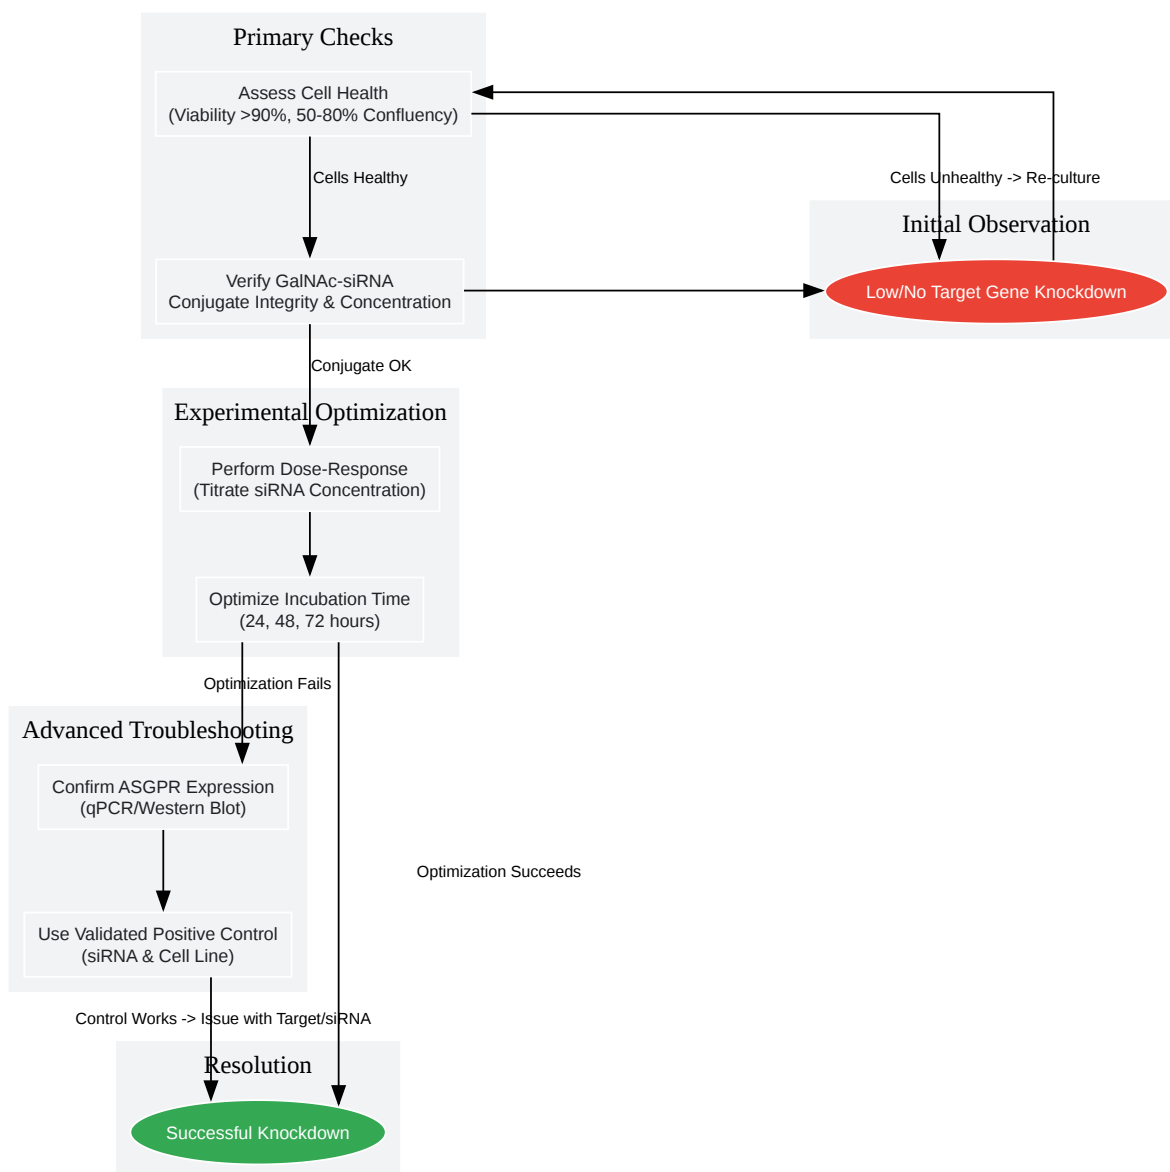 Primary Checks
Assess Cell Health
(Viability >90%, 50-80% Confluency)
Cells Healthy
Cells Unhealthy -> Re-culture
Initial Observation
Verify GalNAc-siRNA
Conjugate Integrity & Concentration
Low/No Target Gene Knockdown
Conjugate OK
Experimental Optimization
Perform Dose-Response
(Titrate siRNA Concentration)
Optimize Incubation Time
(24, 48, 72 hours)
Optimization Fails
Advanced Troubleshooting
Confirm ASGPR Expression
(qPCR/Western Blot)
Optimization Succeeds
Use Validated Positive Control
(siRNA & Cell Line)
Control Works -> Issue with Target/siRNA
Resolution
Successful Knockdown